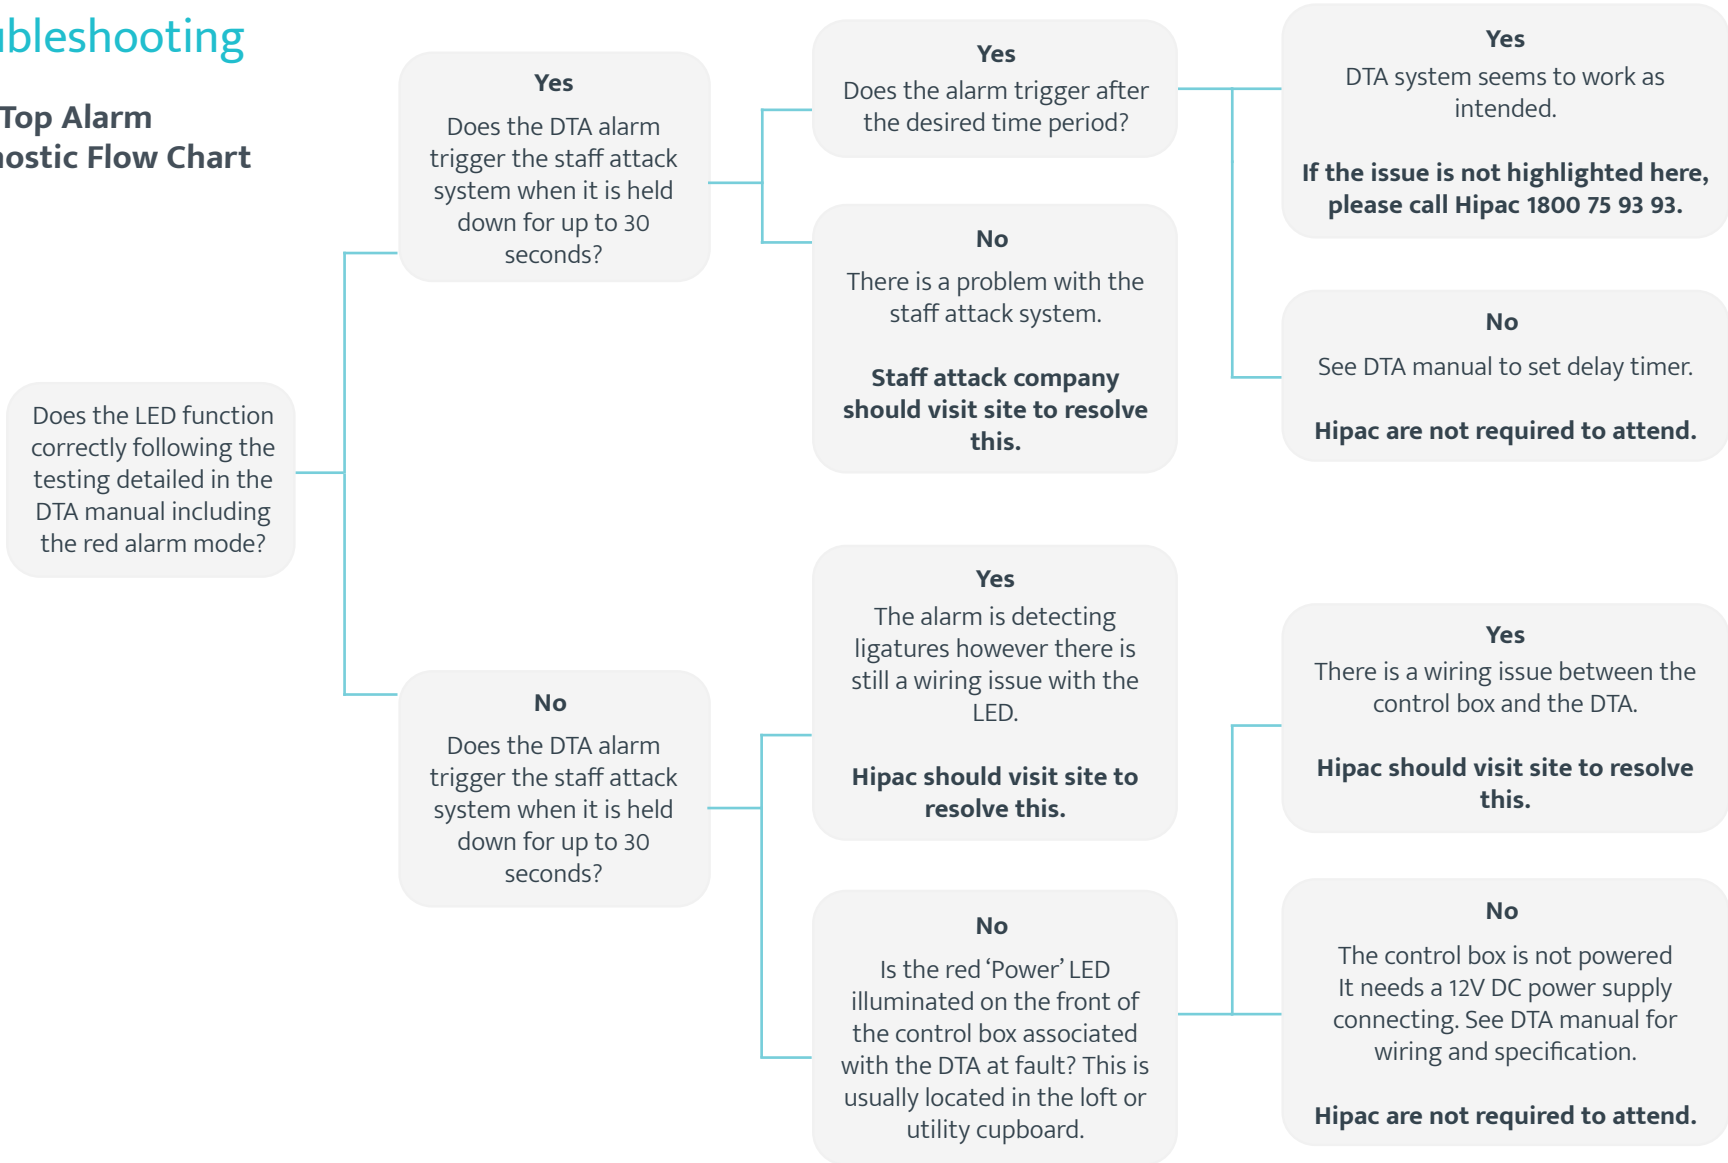 ubleshooting
Top Alarm
nostic Flow Chart
Does the LED function
correctly following the
testing detailed in the
DTA manual including
the red alarm mode?
Yes
Does the DTA alarm
trigger the staff attack
system when it is held
down for up to 30
seconds?
Yes
Does the alarm trigger after
the desired time period?
Yes
DTA system seems to work as
intended.
If the issue is not highlighted here,
please call Hipac 1800 75 93 93.
No
See DTA manual to set delay timer.
Hipac are not required to attend.
No
There is a problem with the
staff attack system.
Staff attack company
should visit site to resolve
this.
No
Does the DTA alarm
trigger the staff attack
system when it is held
down for up to 30
seconds?
Yes
The alarm is detecting
ligatures however there is
still a wiring issue with the
LED.
Hipac should visit site to
resolve this.
No
Is the red ‘Power’ LED
illuminated on the front of
the control box associated
with the DTA at fault? This is
usually located in the loft or
utility cupboard.
Yes
There is a wiring issue between the
control box and the DTA.
Hipac should visit site to resolve
this.
No
The control box is not powered
It needs a 12V DC power supply
connecting. See DTA manual for
wiring and specification.
Hipac are not required to attend.